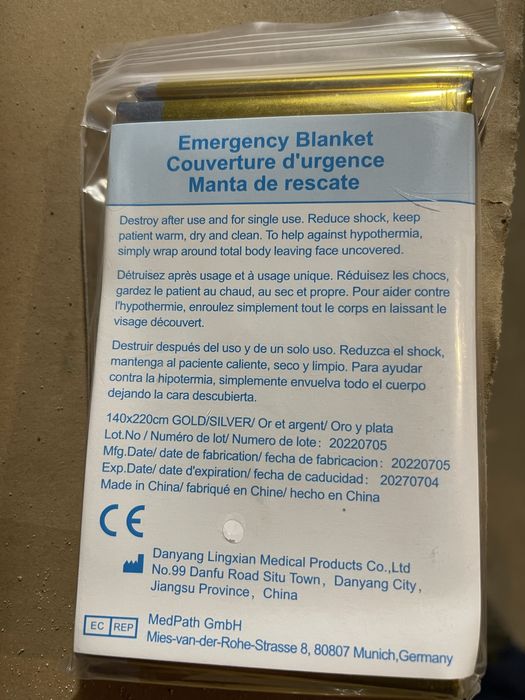 Emergency Blanket
Couverture d'urgence
Manta de rescate
Destroy after use and for single use. Reduce shock, keep
patient warm, dry and clean. To help against hypothermia,
simply wrap around total body leaving face uncovered.
Détruisez après usage et à usage unique. Réduisez les chocs,
gardez le patient au chaud, au sec et propre. Pour aider contre
l'hypothermie, enroulez simplement tout le corps en laissant le
visage découvert.
Destruir después del uso y de un solo uso. Reduzca el shock,
mantenga al paciente caliente, seco y limpio. Para ayudar
contra la hipotermia, simplemente envuelva todo el cuerpo
dejando la cara descubierta.
140x220cm GOLD/SILVER/ Or et argent/ Oro y plata
Lot.No / Numéro de lot/ Numero de lote: 20220705
Mfg.Date/ date de fabrication/ fecha de fabricacion: 20220705
Exp.Date/ date d'expiration/ fecha de caducidad: 20270704
Made in China/ fabriqué en Chine/ hecho en China
CE
Danyang Lingxian Medical Products Co.,Ltd
No.99 Danfu Road Situ Town, Danyang City,
Jiangsu Province, China
EC REP
MedPath GmbH
Mies-van-der-Rohe-Strasse 8, 80807 Munich,Germany